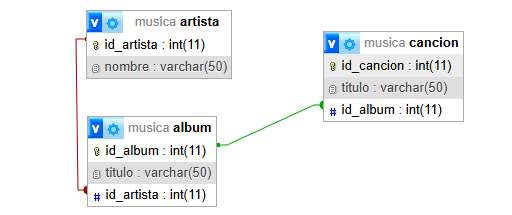 v musica artista
id_artista : int(11)
nombre : varchar(50)
v musica cancion
id_cancion : int(11)
titulo : varchar(50)
# id_album : int(11)
v musica album
id_album : int(11)
titulo : varchar(50)
# id_artista : int(11)